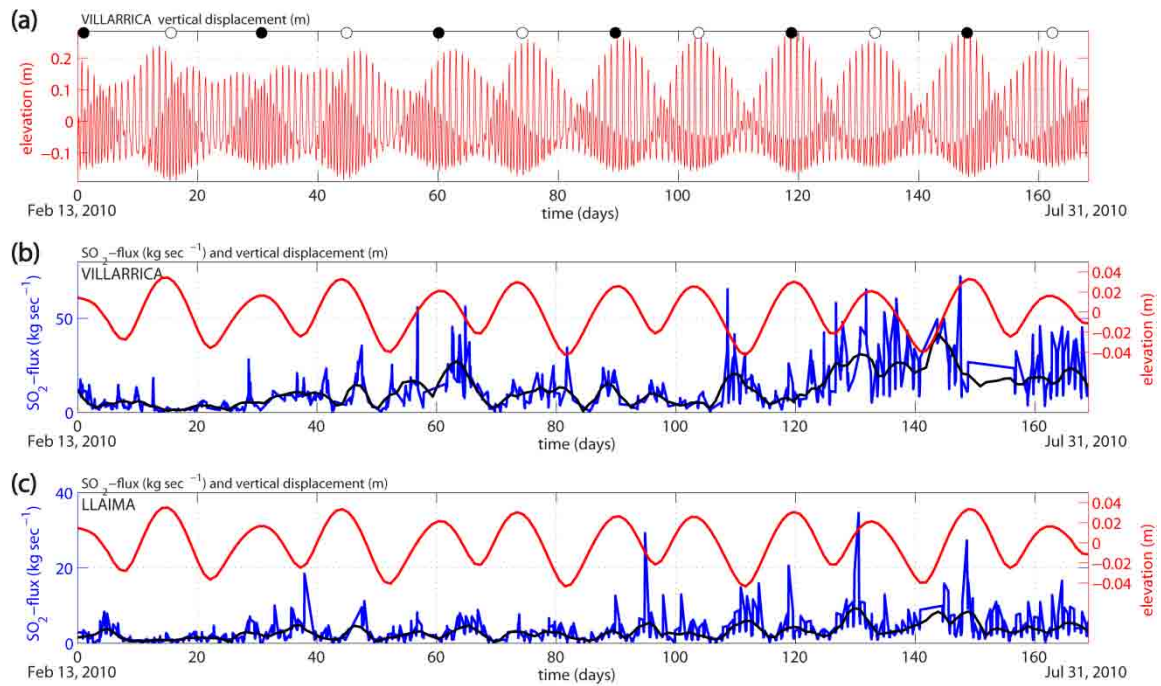 (a)
VILLARRICA vertical displacement (m)
elevation (m)
0.2
0.1
0
−0.1
0 20 40 60 80 100 120 140 160
Feb 13, 2010 time (days) Jul 31, 2010
(b)
SO2−flux (kg sec −1) and vertical displacement (m)
VILLARRICA
SO2−flux (kg sec−1)
50
0
0.04
0.02
0
−0.02
−0.04
elevation (m)
0 20 40 60 80 100 120 140 160
Feb 13, 2010 time (days) Jul 31, 2010
(c)
SO2−flux (kg sec −1) and vertical displacement (m)
LLAIMA
SO2−flux (kg sec−1)
40
20
0
0.04
0.02
0
−0.02
−0.04
elevation (m)
0 20 40 60 80 100 120 140 160
Feb 13, 2010 time (days) Jul 31, 2010